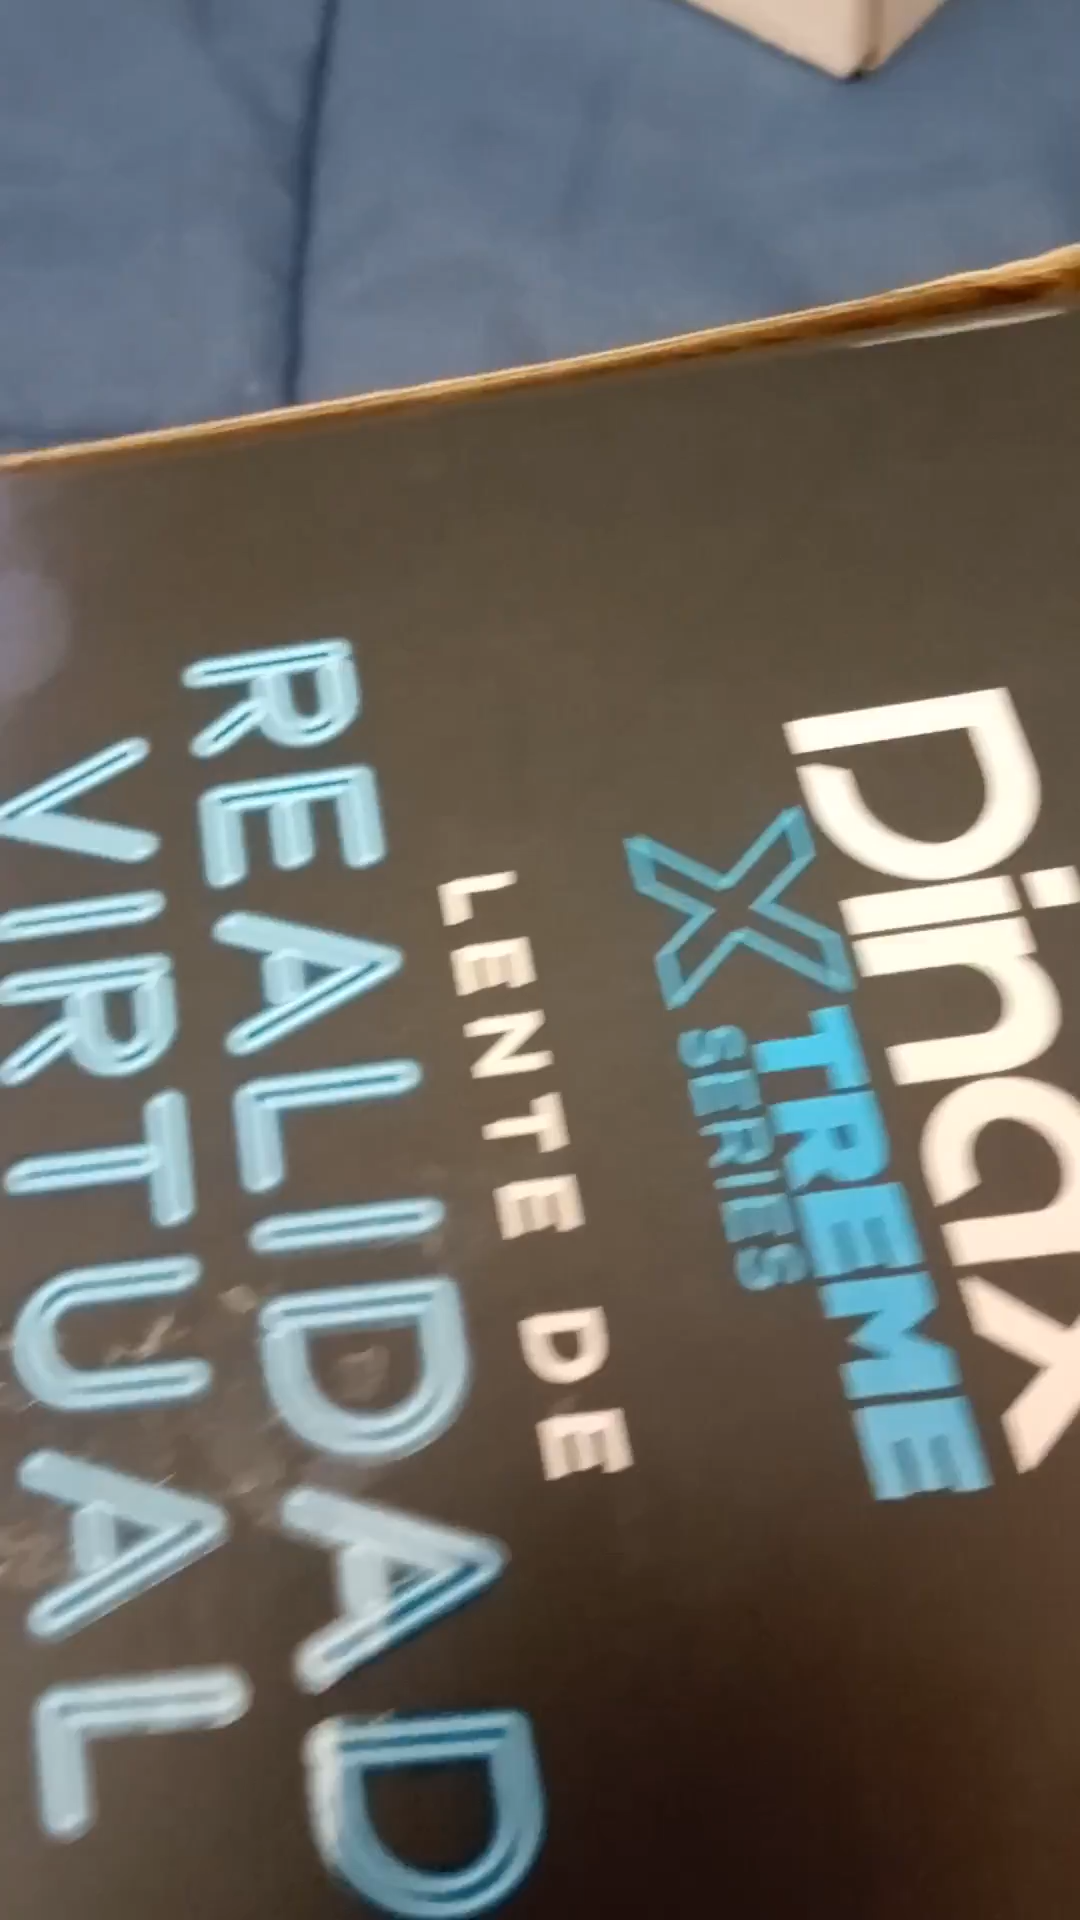 Dinax
XTREME
SERIES
LENTE DE
REALIDAD
VIRTUAL